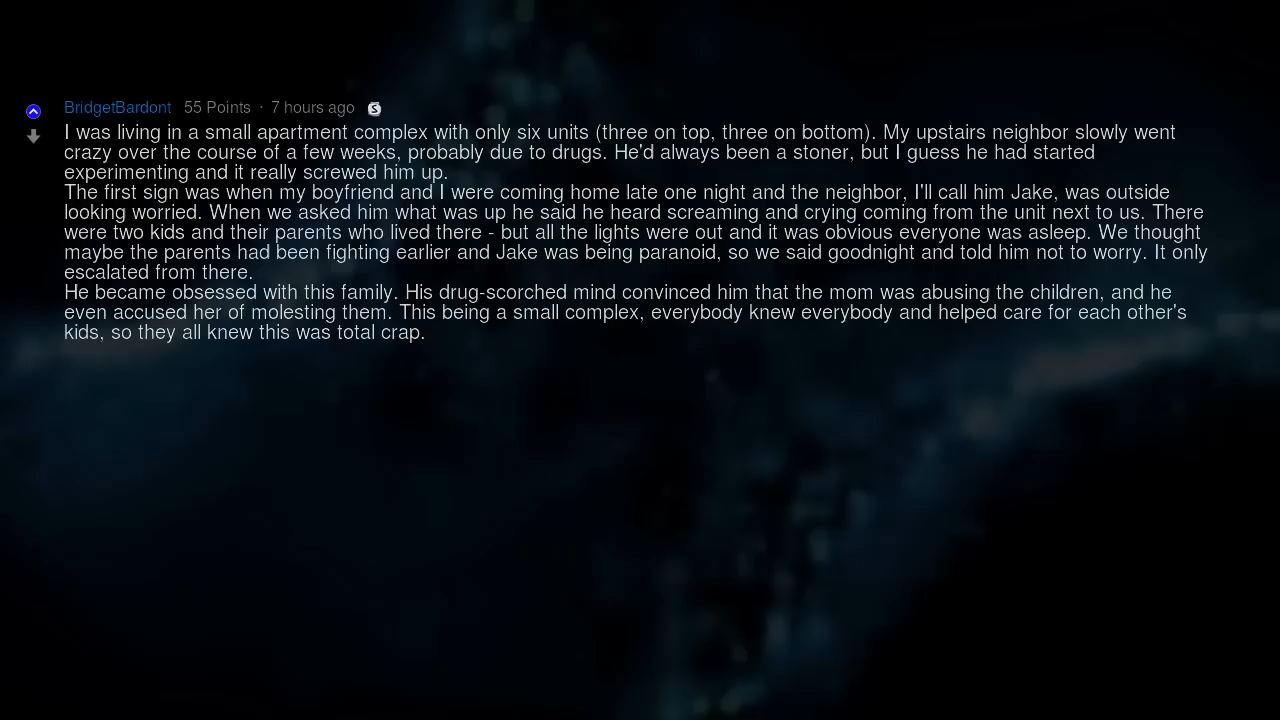 BridgetBardont 55 Points · 7 hours ago S
I was living in a small apartment complex with only six units (three on top, three on bottom). My upstairs neighbor slowly went
crazy over the course of a few weeks, probably due to drugs. He'd always been a stoner, but I guess he had started
experimenting and it really screwed him up.
The first sign was when my boyfriend and I were coming home late one night and the neighbor, I'll call him Jake, was outside
looking worried. When we asked him what was up he said he heard screaming and crying coming from the unit next to us. There
were two kids and their parents who lived there - but all the lights were out and it was obvious everyone was asleep. We thought
maybe the parents had been fighting earlier and Jake was being paranoid, so we said goodnight and told him not to worry. It only
escalated from there.
He became obsessed with this family. His drug-scorched mind convinced him that the mom was abusing the children, and he
even accused her of molesting them. This being a small complex, everybody knew everybody and helped care for each other's
kids, so they all knew this was total crap.